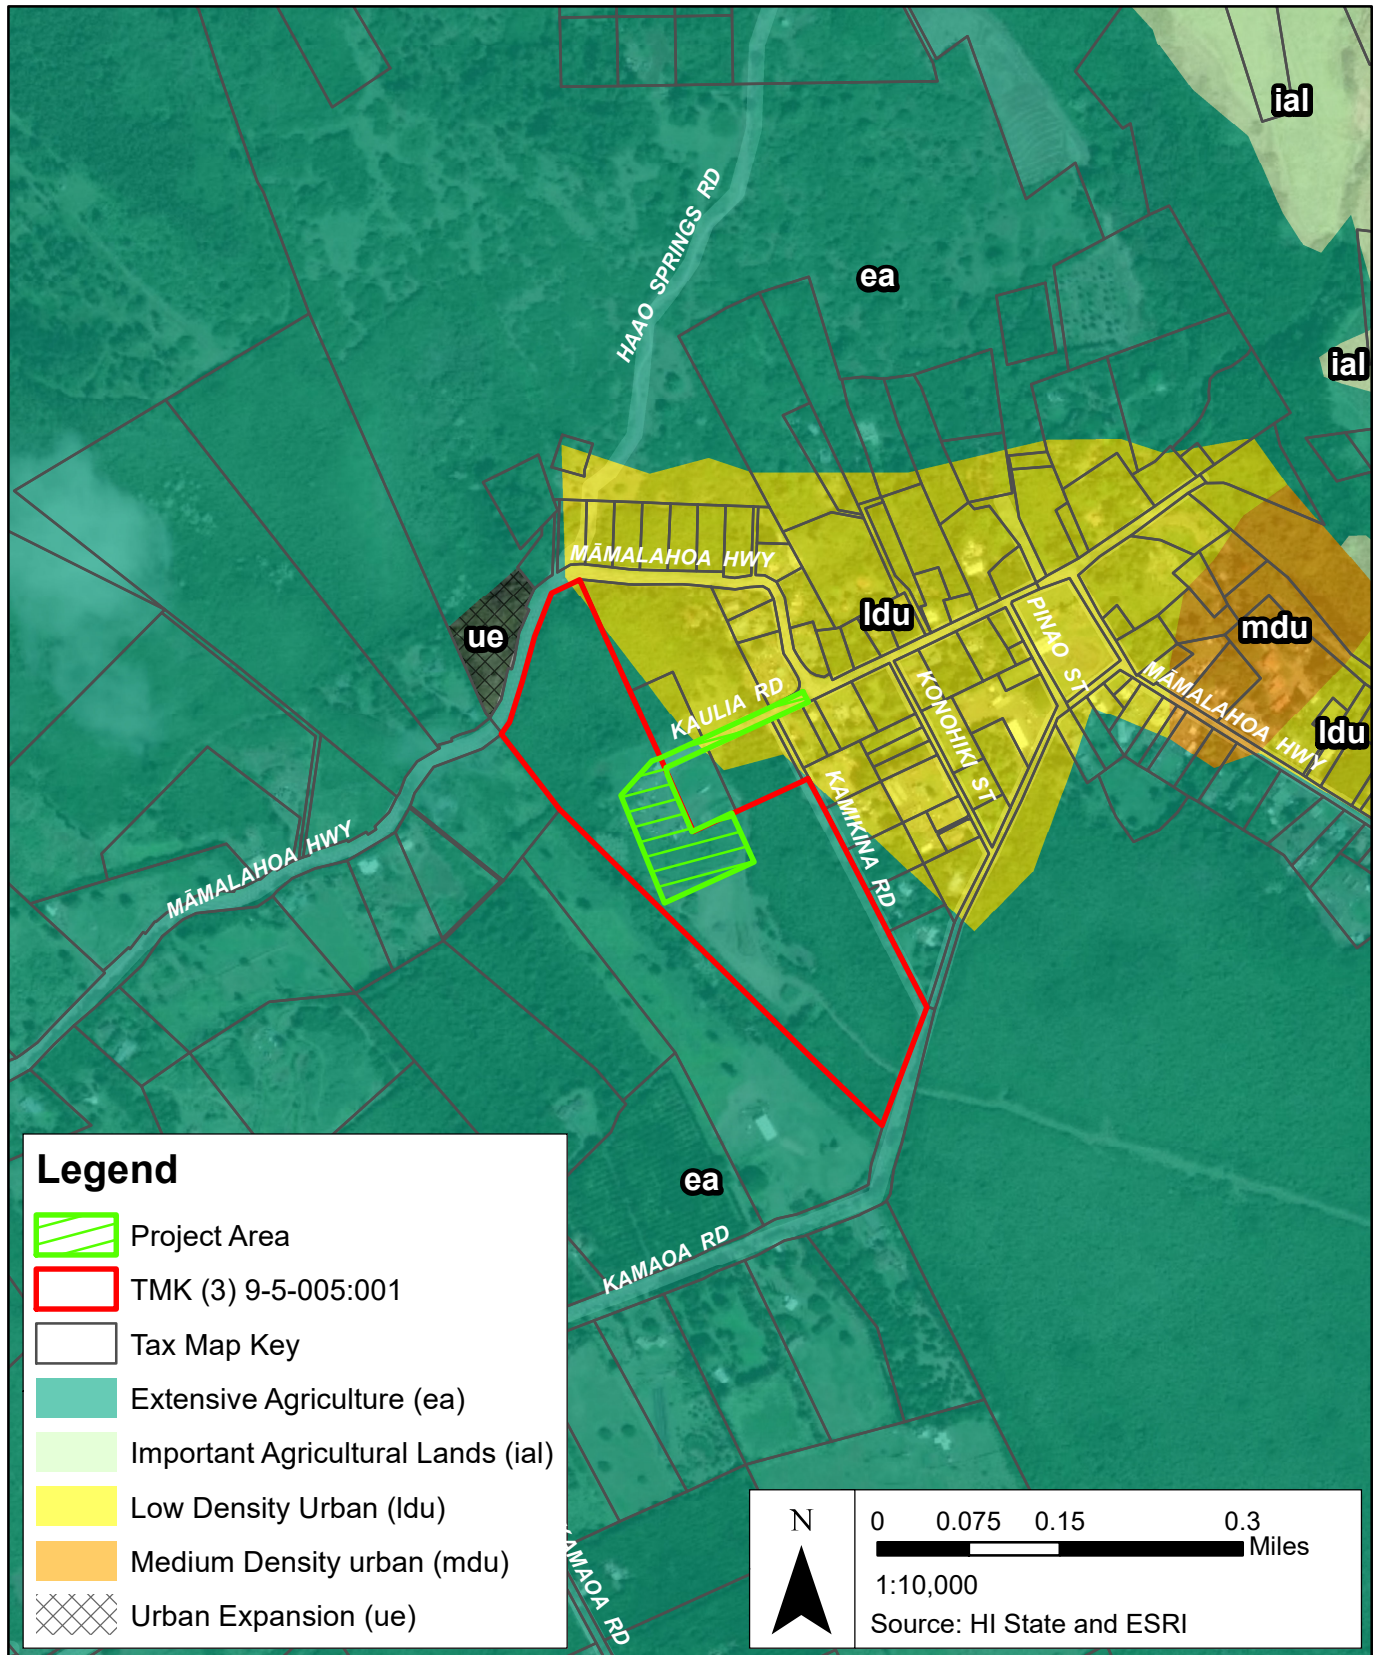 ial
HAAO SPRINGS RD
ea
ial
MĀMALAHOA HWY
ldu
ue
PINAO ST
mdu
KONOHIKI ST
MĀMALAHOA HWY
KAULIA RD
ldu
KAMIKINA RD
MĀMALAHOA HWY
ea
KAMAOA RD
KAMAOA RD
Legend
Project Area
TMK (3) 9-5-005:001
Tax Map Key
Extensive Agriculture (ea)
Important Agricultural Lands (ial)
Low Density Urban (ldu)
Medium Density urban (mdu)
Urban Expansion (ue)
N
0 0.075 0.15 0.3
Miles
1:10,000
Source: HI State and ESRI